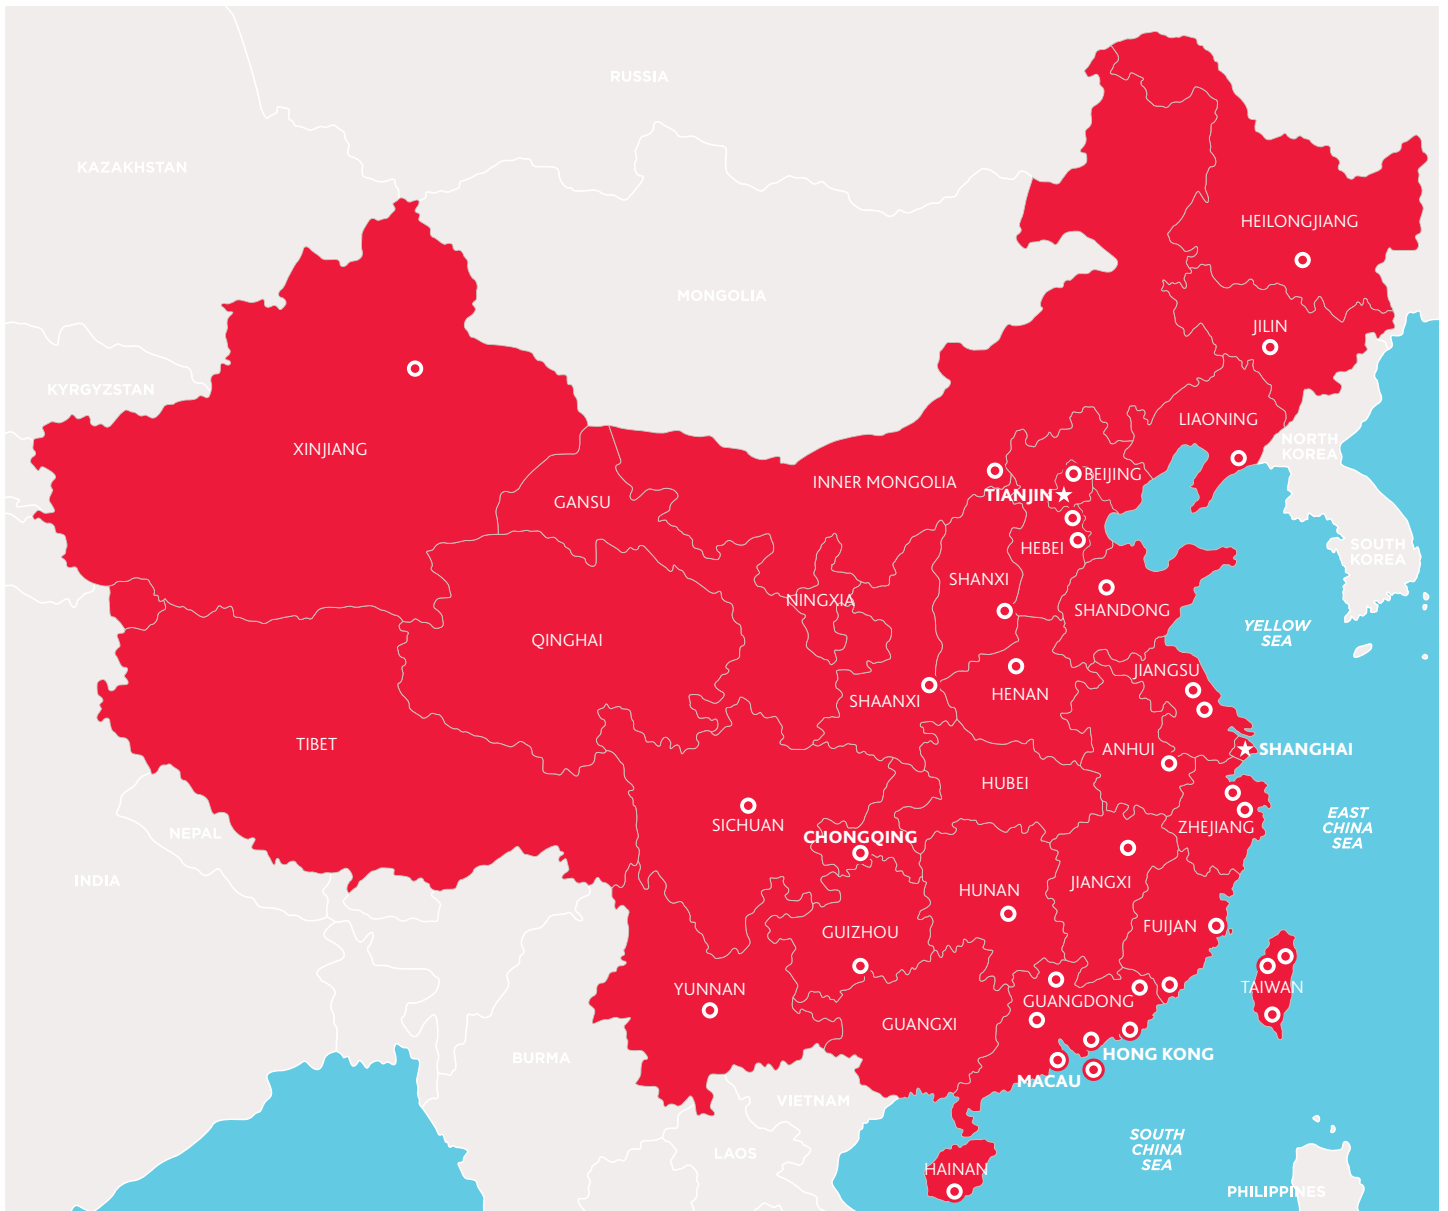 RUSSIA
KAZAKHSTAN
HEILONGJIANG
MONGOLIA
JILIN
KYRGYZSTAN
LIAONING
NORTH
KOREA
XINJIANG
BEIJING
INNER MONGOLIA
TIANJIN
GANSU
SOUTH
KOREA
HEBEI
SHANXI
NINGXIA
SHANDONG
YELLOW
SEA
QINGHAI
JIANGSU
HENAN
SHAANXI
TIBET
ANHUI
SHANGHAI
HUBEI
EAST
CHINA
SEA
SICHUAN
ZHEJIANG
NEPAL
CHONGQING
INDIA
JIANGXI
HUNAN
FUIJAN
GUIZHOU
YUNNAN
TAIWAN
GUANGDONG
GUANGXI
BURMA
HONG KONG
MACAU
VIETNAM
SOUTH
CHINA
SEA
LAOS
HAINAN
PHILIPPINES